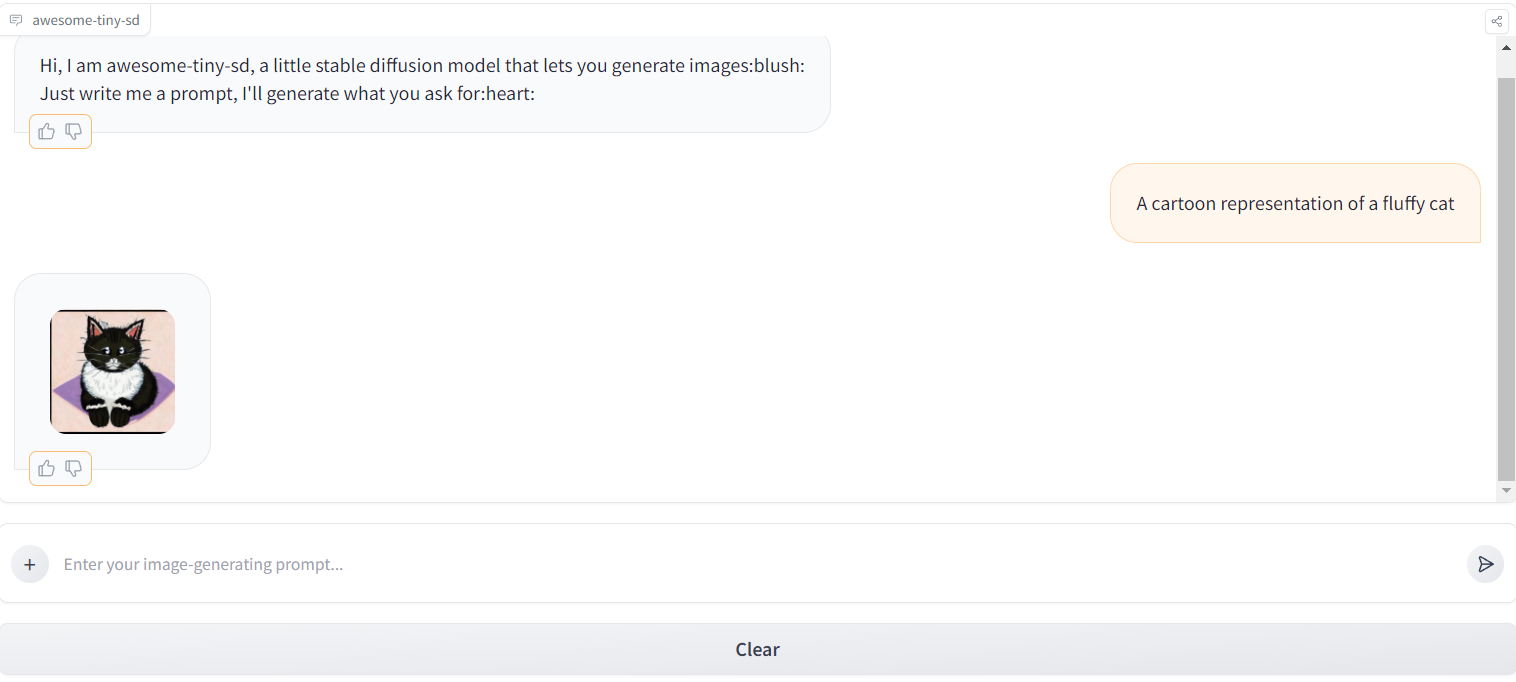 awesome-tiny-sd
Hi, I am awesome-tiny-sd, a little stable diffusion model that lets you generate images:blush:
Just write me a prompt, I'll generate what you ask for:heart:
A cartoon representation of a fluffy cat
Enter your image-generating prompt...
Clear